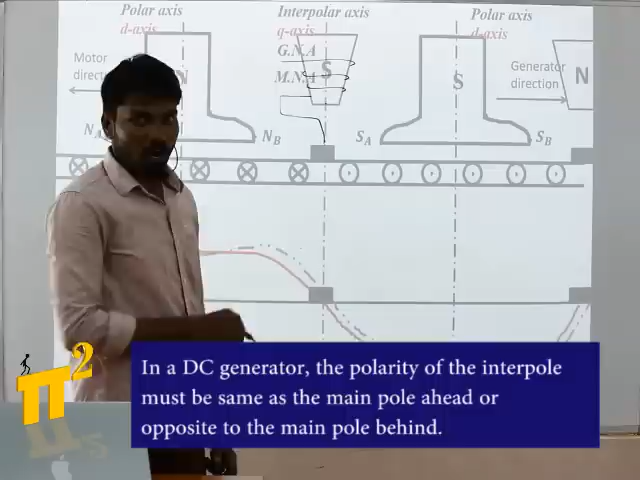 Polar axis
d-axis
Interpolar axis
q-axis
G.N.A
M.N.A
Polar axis
d-axis
Motor
Generator
direction
N
S
S
N
N_B
S_A
S_B
π²
In a DC generator, the polarity of the interpole
must be same as the main pole ahead or
opposite to the main pole behind.